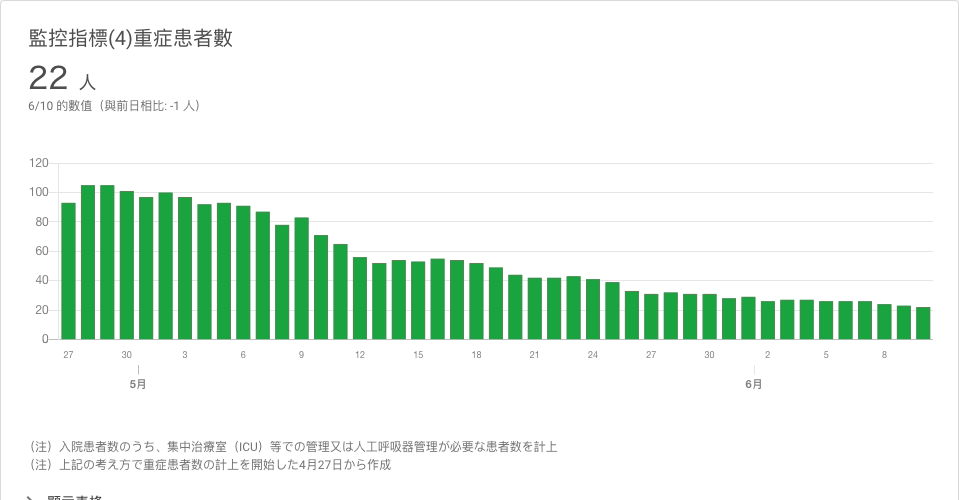 監控指標(4)重症患者數
22 人
6/10 的數值（與前日相比: -1 人）
120
100
80
60
40
20
0
27 30 3 6 9 12 15 18 21 24 27 30 2 5 8
5月 6月
（注）入院患者数のうち、集中治療室（ICU）等での管理又は人工呼吸器管理が必要な患者数を計上
（注）上記の考え方で重症患者数の計上を開始した4月27日から作成